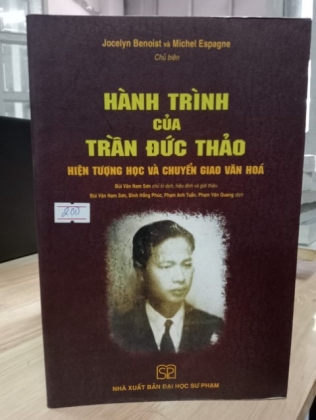 Jocelyn Benoist và Michel Espagne
Chủ biên
HÀNH TRÌNH
CỦA
TRẦN ĐỨC THẢO
HIỆN TƯỢNG HỌC VÀ CHUYỂN GIAO VĂN HOÁ
Bùi Văn Nam Sơn chủ trì dịch, hiệu đính và giới thiệu
Bùi Văn Nam Sơn, Đinh Hồng Phúc, Phạm Anh Tuấn, Phạm Văn Quang dịch
200
SP
NHÀ XUẤT BẢN ĐẠI HỌC SƯ PHẠM